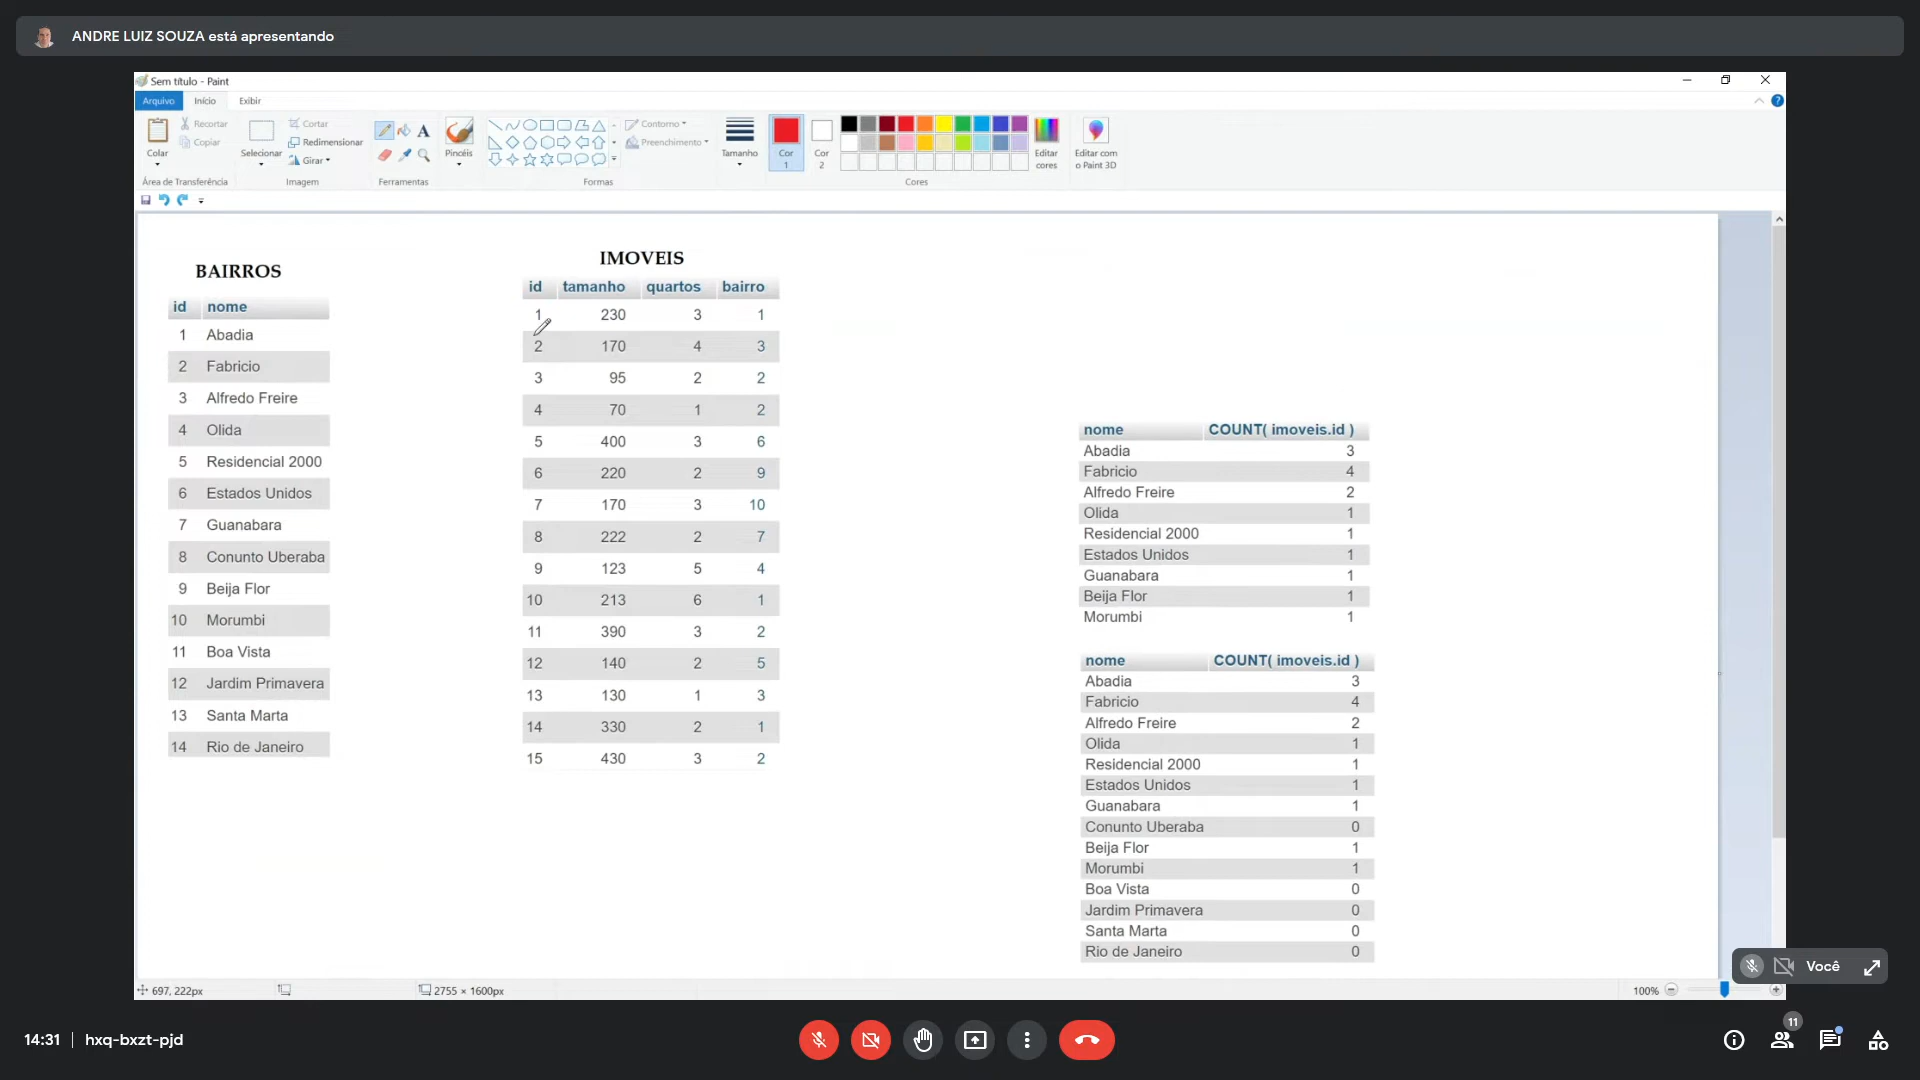 ANDRE LUIZ SOUZA está apresentando
Sem título - Paint
Arquivo Início Exibir
Colar
Recortar
Copiar
Área de Transferência
Selecionar
Cortar
Redimensionar
Girar
Imagem
A
Ferramentas
Pincéis
Contorno
Preenchimento
Formas
Tamanho
Cor 1
Cor 2
Cores
Editar cores
Editar com o Paint 3D
BAIRROS
id nome
1 Abadia
2 Fabricio
3 Alfredo Freire
4 Olida
5 Residencial 2000
6 Estados Unidos
7 Guanabara
8 Conunto Uberaba
9 Beija Flor
10 Morumbi
11 Boa Vista
12 Jardim Primavera
13 Santa Marta
14 Rio de Janeiro
IMOVEIS
id tamanho quartos bairro
1 230 3 1
2 170 4 3
3 95 2 2
4 70 1 2
5 400 3 6
6 220 2 9
7 170 3 10
8 222 2 7
9 123 5 4
10 213 6 1
11 390 3 2
12 140 2 5
13 130 1 3
14 330 2 1
15 430 3 2
nome COUNT( imoveis.id )
Abadia 3
Fabricio 4
Alfredo Freire 2
Olida 1
Residencial 2000 1
Estados Unidos 1
Guanabara 1
Beija Flor 1
Morumbi 1
nome COUNT( imoveis.id )
Abadia 3
Fabricio 4
Alfredo Freire 2
Olida 1
Residencial 2000 1
Estados Unidos 1
Guanabara 1
Conunto Uberaba 0
Beija Flor 1
Morumbi 1
Boa Vista 0
Jardim Primavera 0
Santa Marta 0
Rio de Janeiro 0
Você
697, 222px
2755 × 1600px
100%
14:31 | hxq-bxzt-pjd
11